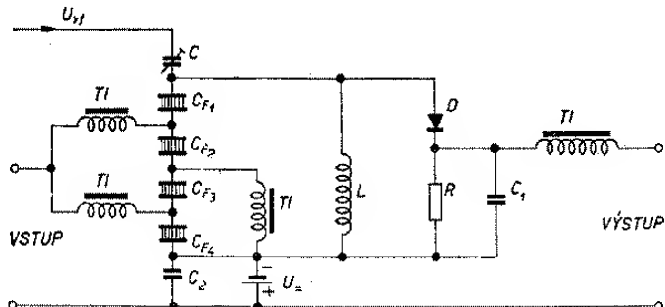 U_vf
C
C_F1
D
Tl
Tl
C_F2
Tl
C_F3
Tl
L
R
C_1
VSTUP
C_F4
VÝSTUP
C_2
−
+
U_=